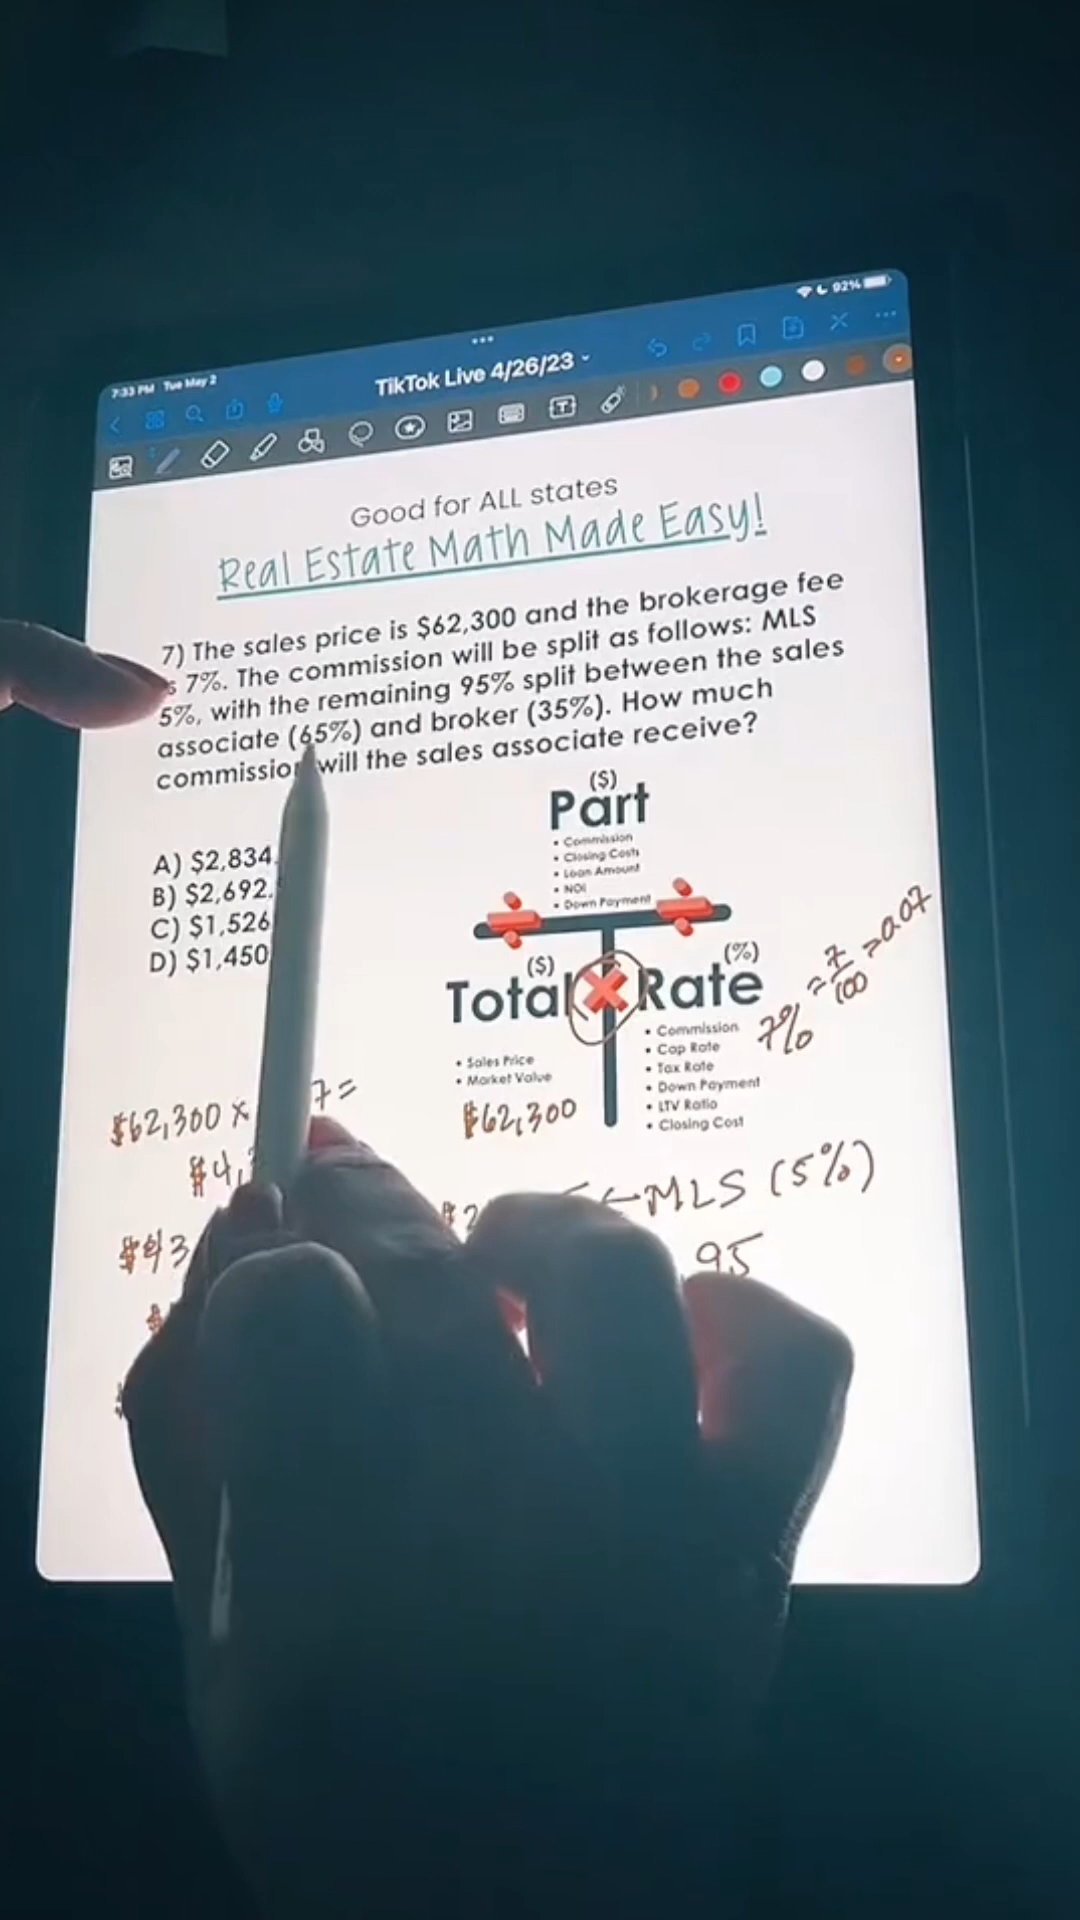 7:33 PM Tue May 2
92%
TikTok Live 4/26/23
Good for ALL states
Real Estate Math Made Easy!
7) The sales price is $62,300 and the brokerage fee
7%. The commission will be split as follows: MLS
5%, with the remaining 95% split between the sales
associate (65%) and broker (35%). How much
commission will the sales associate receive?
A) $2,834.
B) $2,692.
C) $1,526
D) $1,450
($)
Part
• Commission
• Closing Costs
• Loan Amount
• NOI
• Down Payment
($)
Total
• Sales Price
• Market Value
$62,300
(%)
Rate
• Commission
• Cap Rate
• Tax Rate
• Down Payment
• LTV Ratio
• Closing Cost
7% = 7/100 = 0.07
$62,300 x 7 =
$4,
$2
←MLS (5%)
95